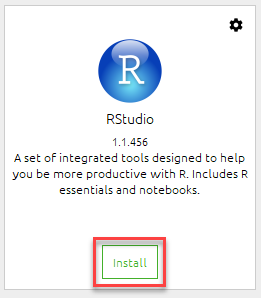 R
RStudio
1.1.456
A set of integrated tools designed to help
you be more productive with R. Includes R
essentials and notebooks.
Install